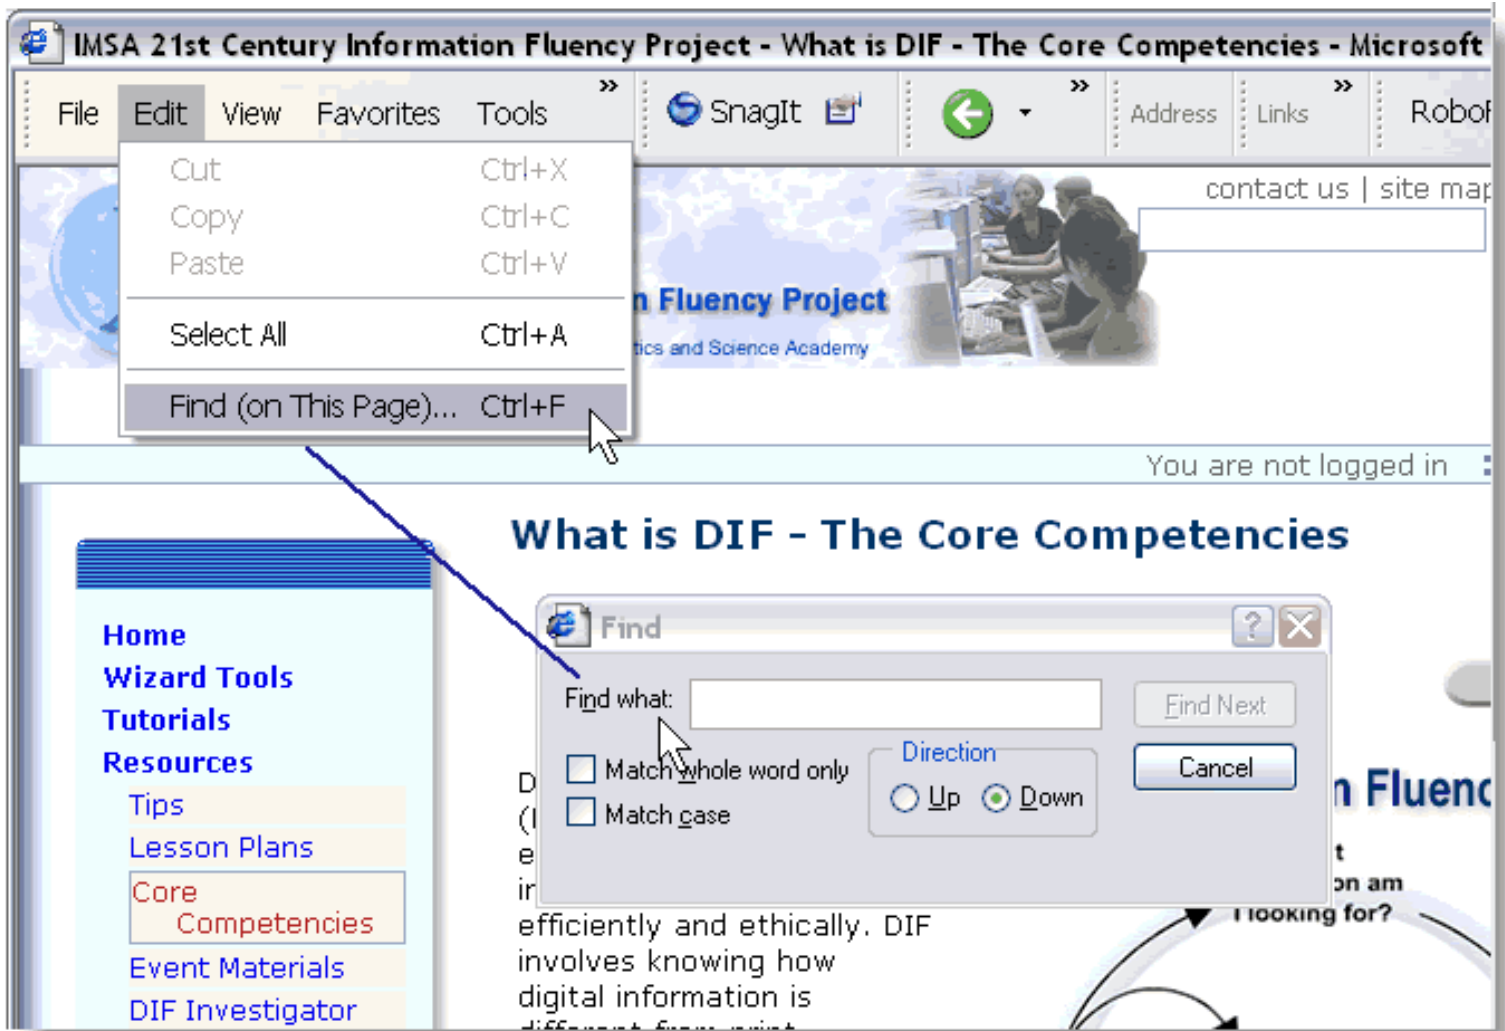 IMSA 21st Century Information Fluency Project - What is DIF - The Core Competencies - Microsoft
File Edit View Favorites Tools » SnagIt » Address Links »
Cut Ctrl+X
Copy Ctrl+C
Paste Ctrl+V
Select All Ctrl+A
Find (on This Page)... Ctrl+F
contact us | site map
Fluency Project
and Science Academy
You are not logged in
What is DIF - The Core Competencies
Home
Wizard Tools
Tutorials
Resources
Tips
Lesson Plans
Core
Competencies
Event Materials
DIF Investigator
Find
Find what:
Find Next
Match whole word only
Match case
Direction
Up Down
Cancel
efficiently and ethically. DIF
involves knowing how
digital information is
different from print
am
I looking for?